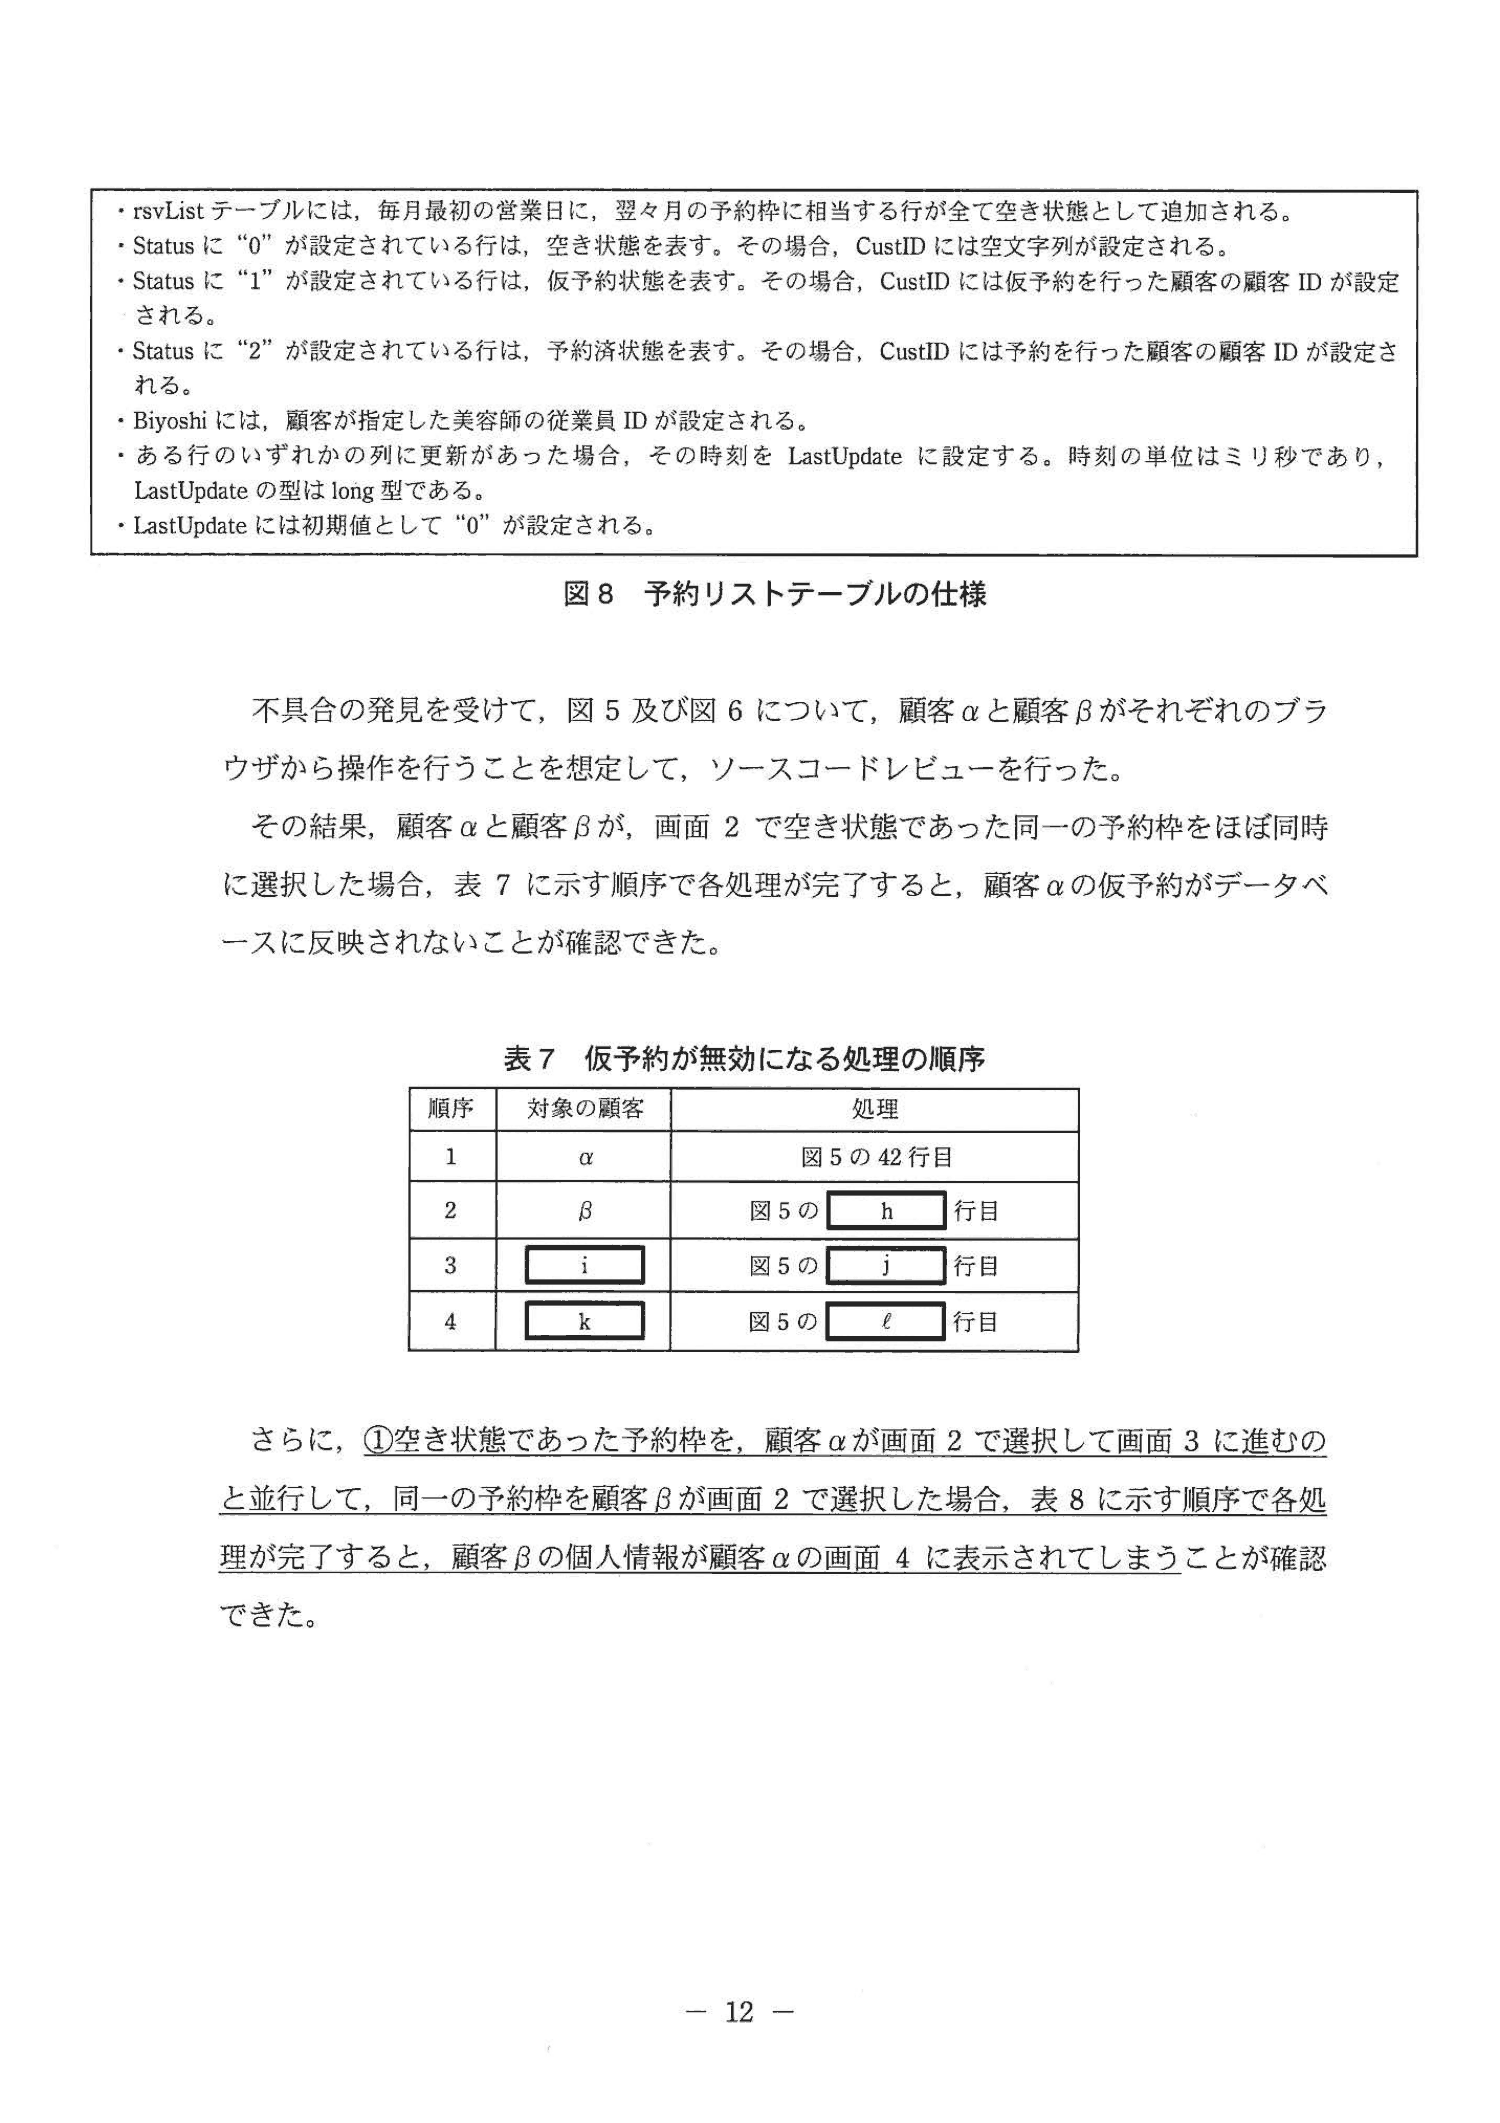 ・rsvList テーブルには，毎月最初の営業日に，翌々月の予約枠に相当する行が全て空き状態として追加される。
・Status に “0” が設定されている行は，空き状態を表す。その場合，CustID には空文字列が設定される。
・Status に “1” が設定されている行は，仮予約状態を表す。その場合，CustID には仮予約を行った顧客の顧客 ID が設定
される。
・Status に “2” が設定されている行は，予約済状態を表す。その場合，CustID には予約を行った顧客の顧客 ID が設定さ
れる。
・Biyoshi には，顧客が指定した美容師の従業員 ID が設定される。
・ある行のいずれかの列に更新があった場合，その時刻を LastUpdate に設定する。時刻の単位はミリ秒であり，
LastUpdate の型は long 型である。
・LastUpdate には初期値として “0” が設定される。
図8 予約リストテーブルの仕様
不具合の発見を受けて，図 5 及び図 6 について，顧客αと顧客βがそれぞれのブラ
ウザから操作を行うことを想定して，ソースコードレビューを行った。
その結果，顧客αと顧客βが，画面 2 で空き状態であった同一の予約枠をほぼ同時
に選択した場合，表 7 に示す順序で各処理が完了すると，顧客αの仮予約がデータベ
ースに反映されないことが確認できた。
表7 仮予約が無効になる処理の順序
順序 対象の顧客 処理
1 α 図 5 の 42 行目
2 β 図 5 の h 行目
3 i 図 5 の j 行目
4 k 図 5 の ℓ 行目
さらに，①空き状態であった予約枠を，顧客αが画面 2 で選択して画面 3 に進むの
と並行して，同一の予約枠を顧客βが画面 2 で選択した場合，表 8 に示す順序で各処
理が完了すると，顧客βの個人情報が顧客αの画面 4 に表示されてしまうことが確認
できた。
－ 12 －